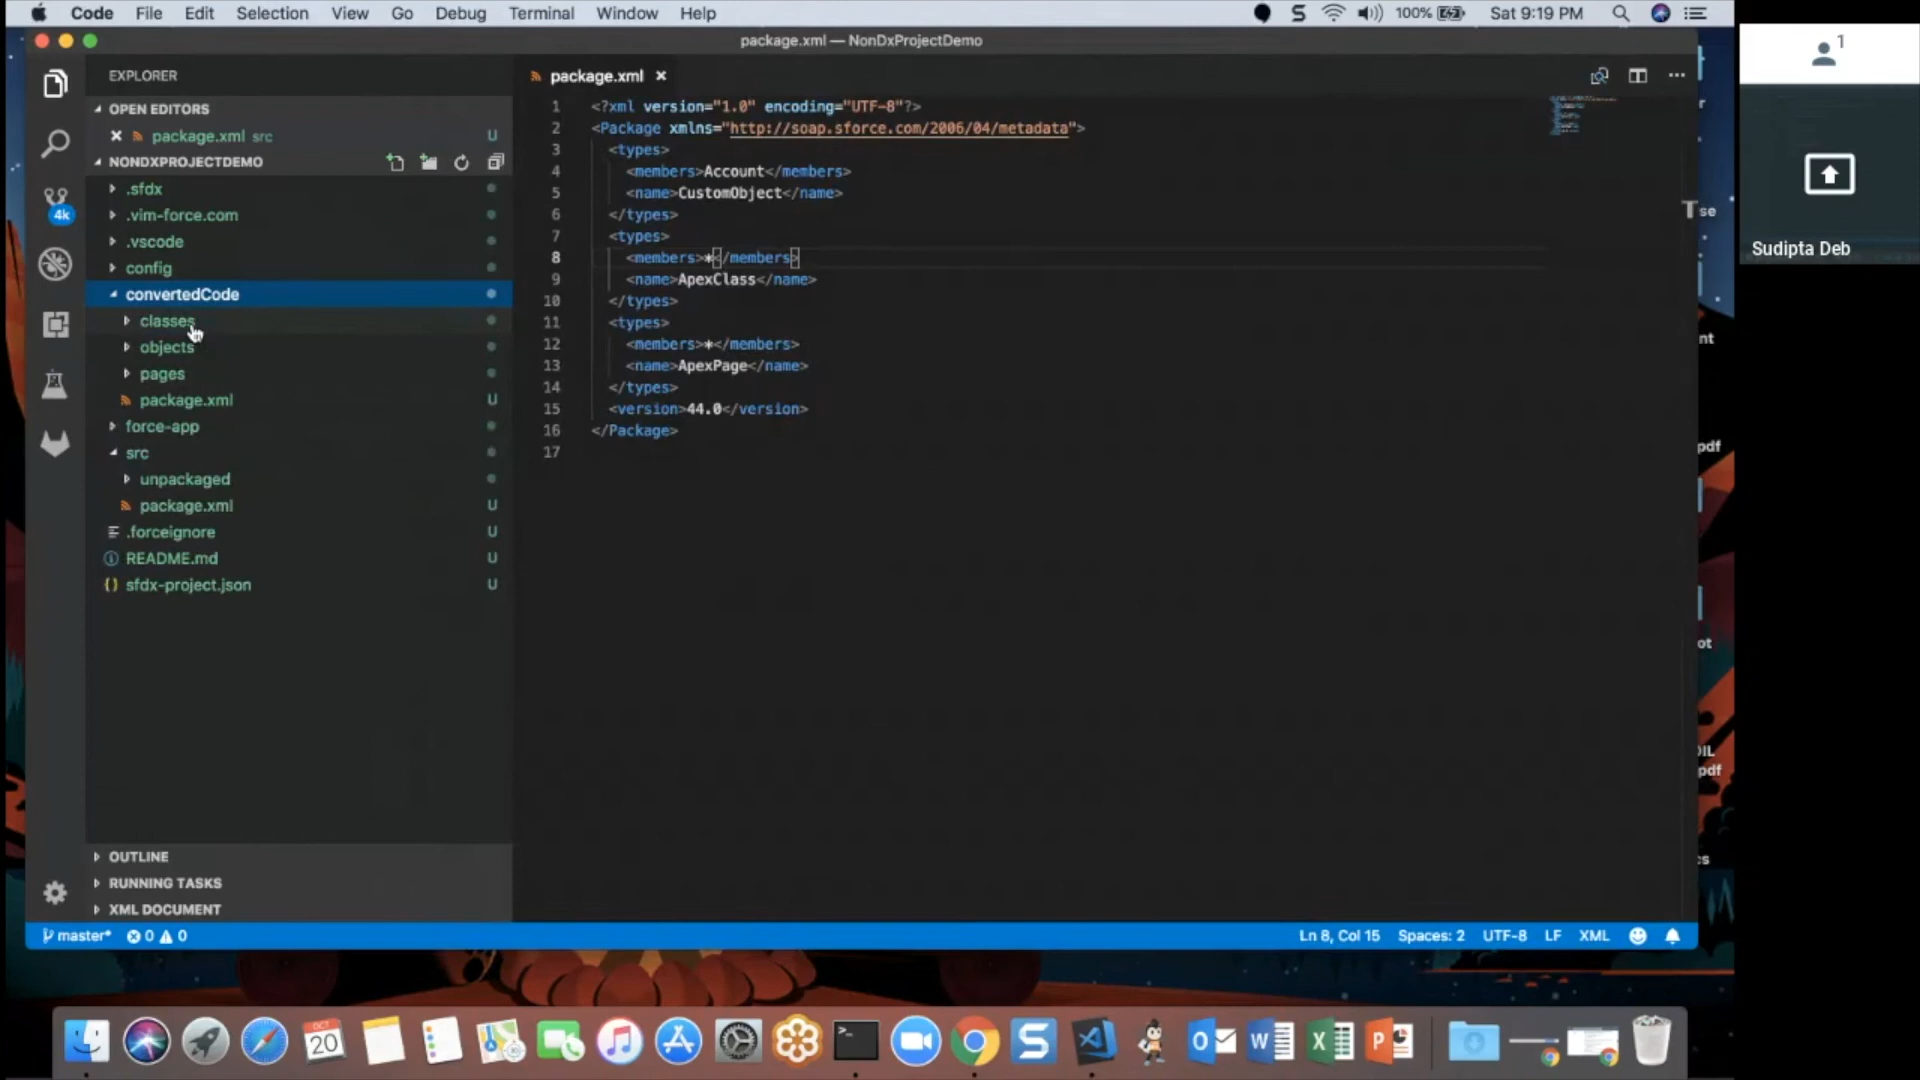 Code File Edit Selection View Go Debug Terminal Window Help 100% Sat 9:19 PM
package.xml — NonDxProjectDemo
EXPLORER
OPEN EDITORS
package.xml src U
NONDXPROJECTDEMO
.sfdx
.vim-force.com
.vscode
config
convertedCode
classes
objects
pages
package.xml U
force-app
src
unpackaged
package.xml U
.forceignore U
README.md U
sfdx-project.json U
OUTLINE
RUNNING TASKS
XML DOCUMENT
4k
package.xml
1 <?xml version="1.0" encoding="UTF-8"?>
2 <Package xmlns="http://soap.sforce.com/2006/04/metadata">
3 <types>
4 <members>Account</members>
5 <name>CustomObject</name>
6 </types>
7 <types>
8 <members>*</members>
9 <name>ApexClass</name>
10 </types>
11 <types>
12 <members>*</members>
13 <name>ApexPage</name>
14 </types>
15 <version>44.0</version>
16 </Package>
17
master* 0 0 Ln 8, Col 15 Spaces: 2 UTF-8 LF XML
1
Sudipta Deb
r
se
nt
pdf
ot
pdf
OCT
20